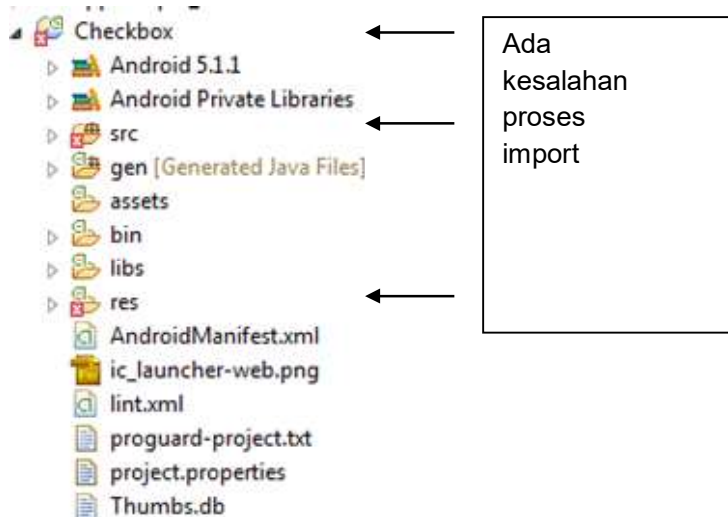 Checkbox
Android 5.1.1
Android Private Libraries
src
gen [Generated Java Files]
assets
bin
libs
res
AndroidManifest.xml
ic_launcher-web.png
lint.xml
proguard-project.txt
project.properties
Thumbs.db
Ada
kesalahan
proses
import